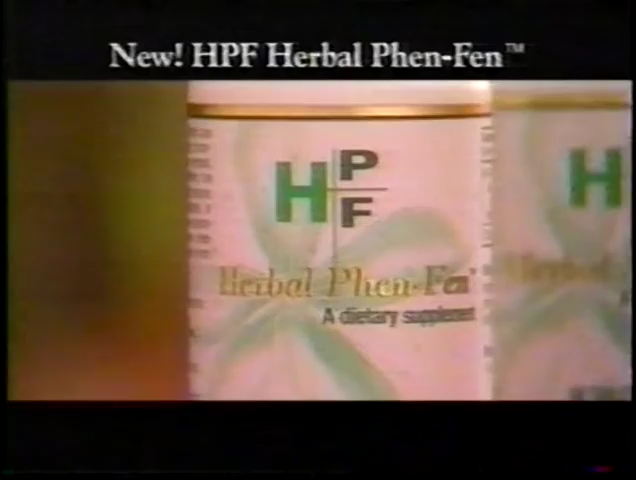 New! HPF Herbal Phen-Fen™
H P
F
H
Herbal Phen-Fen
A dietary supplement